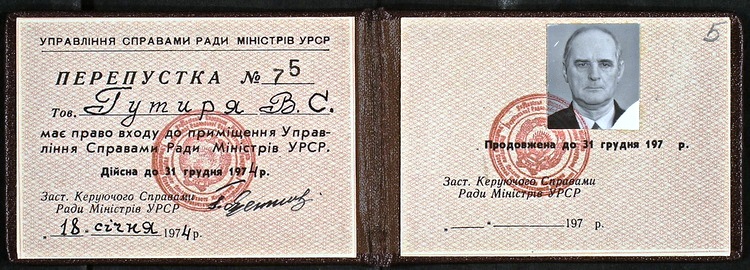 УПРАВЛІННЯ СПРАВАМИ РАДИ МІНІСТРІВ УРСР
ПЕРЕПУСТКА № 75
Тов. Гутиря В. С.
має право входу до приміщення Управ-
ління Справами Ради Міністрів УРСР.
Дійсна до 31 грудня 1974 р.
Заст. Керуючого Справами
Ради Міністрів УРСР
„18" січня 1974 р.
5
Продовжена до 31 грудня 197 р.
Заст. Керуючого Справами
Ради Міністрів УРСР
197 р.